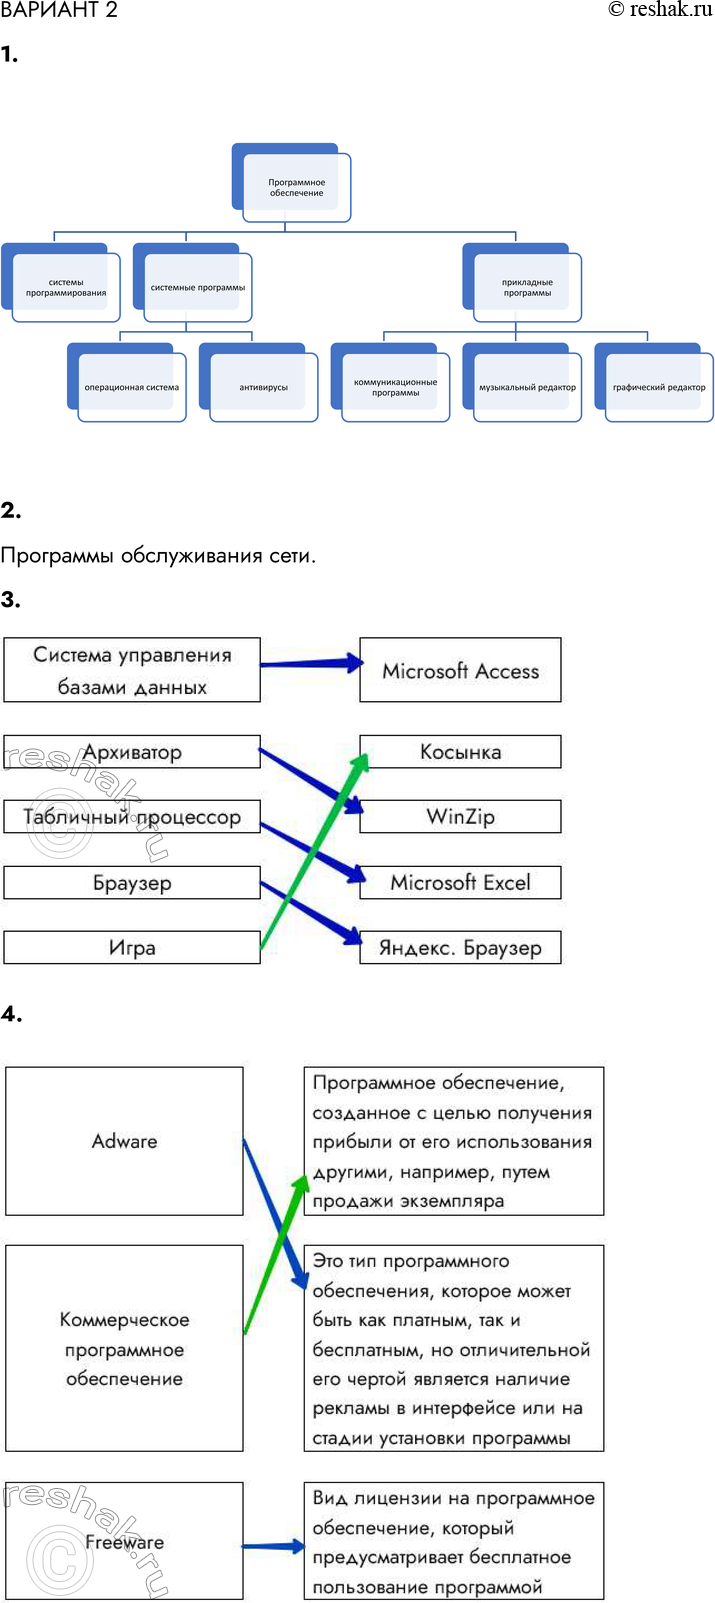 ВАРИАНТ 2
© reshak.ru
1.
Программное
обеспечение
системы
программирования
системные программы
прикладные
программы
операционная система
антивирусы
коммуникационные
программы
музыкальный редактор
графический редактор
2.
Программы обслуживания сети.
3.
Система управления
базами данных
Microsoft Access
Архиватор
Косынка
Табличный процессор
WinZip
Браузер
Microsoft Excel
Игра
Яндекс. Браузер
reshak.ru
©
4.
Adware
Программное обеспечение,
созданное с целью получения
прибыли от его использования
другими, например, путем
продажи экземпляра
Коммерческое
программное
обеспечение
Это тип программного
обеспечения, которое может
быть как платным, так и
бесплатным, но отличительной
его чертой является наличие
рекламы в интерфейсе или на
стадии установки программы
Freeware
Вид лицензии на программное
обеспечение, который
предусматривает бесплатное
пользование программой
reshak.ru
©